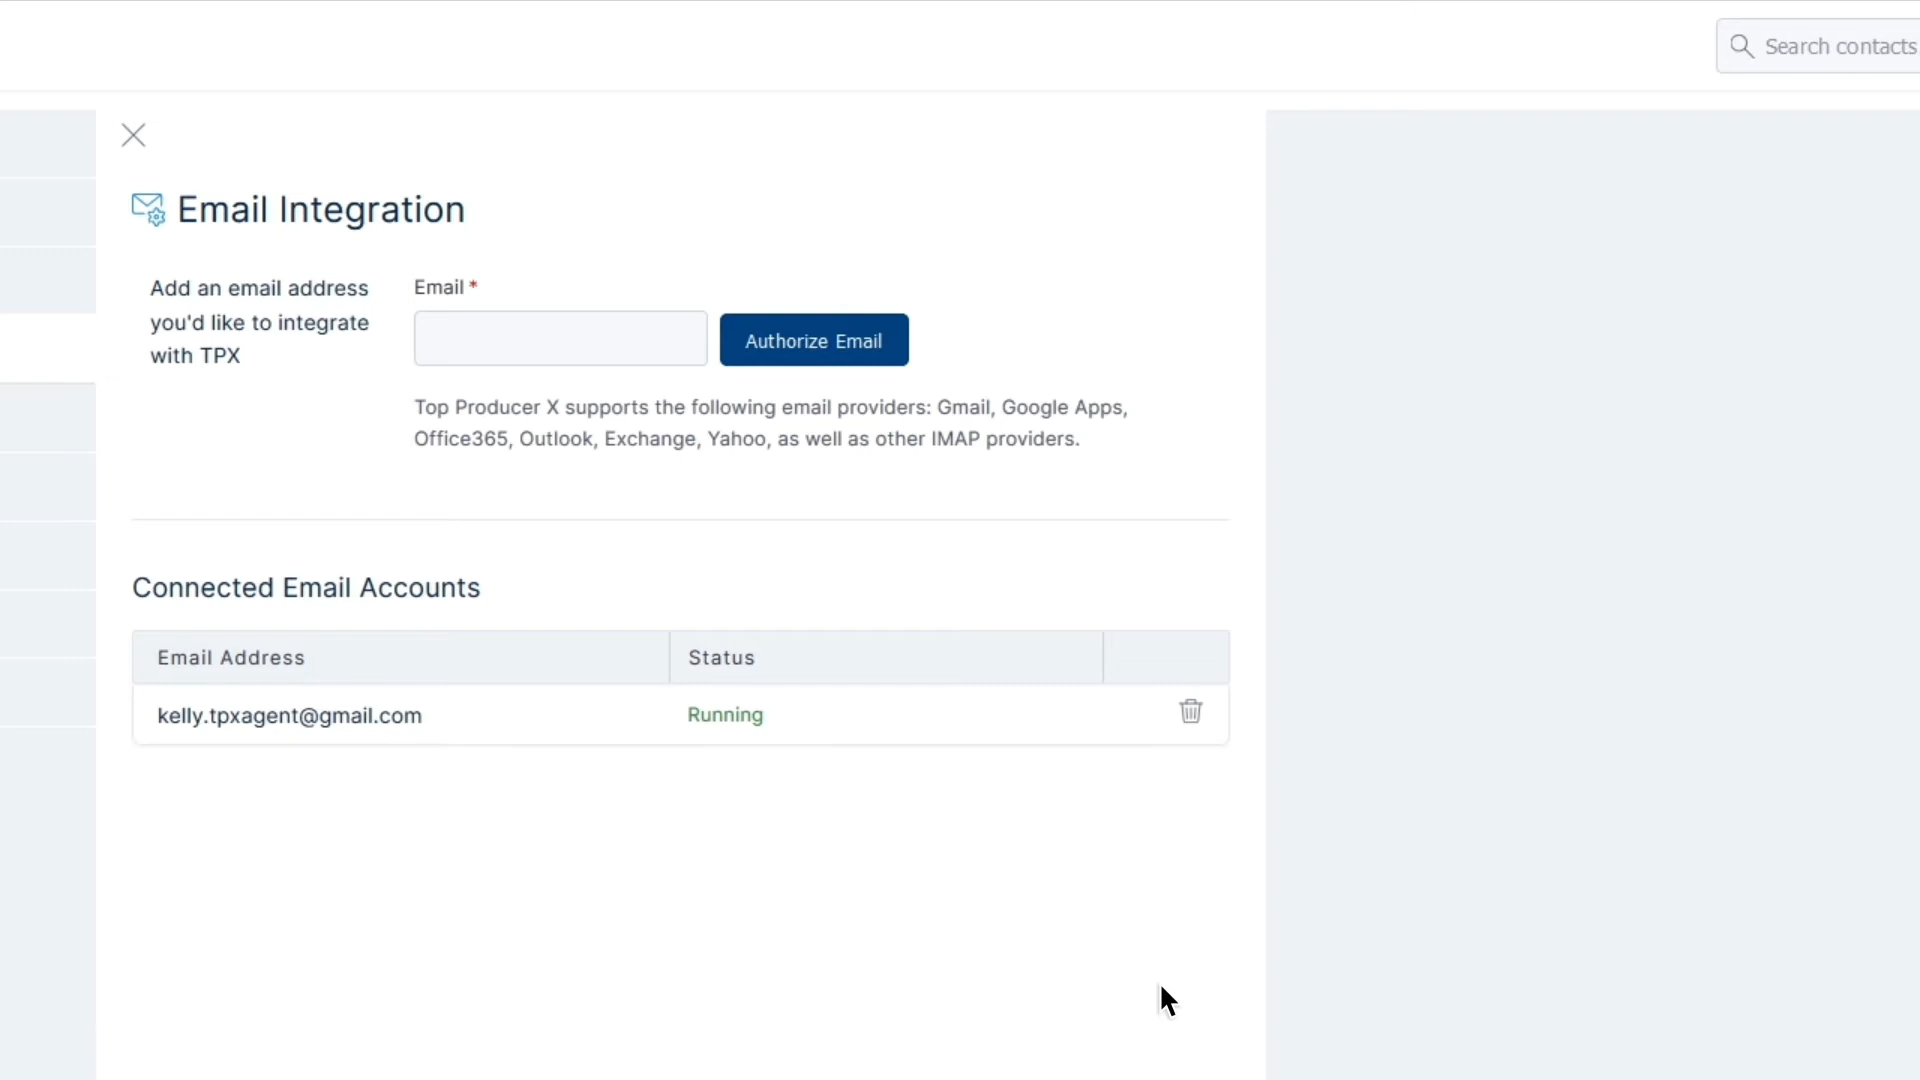 Search contacts
Email Integration
Add an email address
you'd like to integrate
with TPX
Email *
Authorize Email
Top Producer X supports the following email providers: Gmail, Google Apps,
Office365, Outlook, Exchange, Yahoo, as well as other IMAP providers.
Connected Email Accounts
Email Address Status
kelly.tpxagent@gmail.com Running